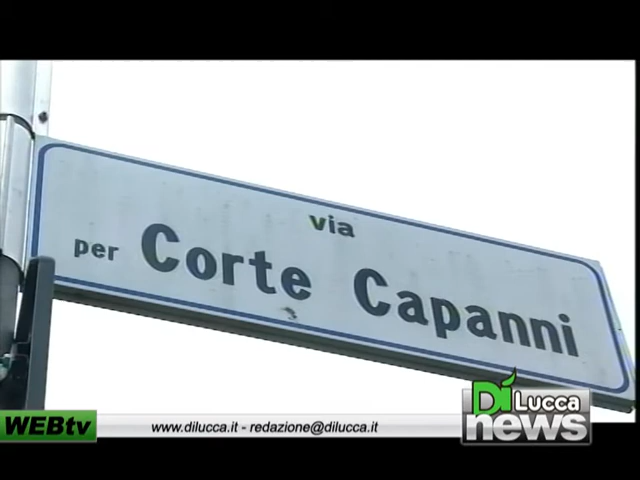 via
per Corte Capanni
Di Lucca
news
WEBtv
www.dilucca.it - redazione@dilucca.it